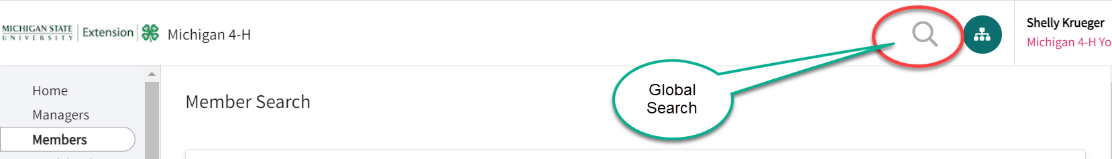 MICHIGAN STATE
UNIVERSITY
Extension
Michigan 4-H
Shelly Krueger
Michigan 4-H Yo
Global
Search
Home
Managers
Members
Member Search